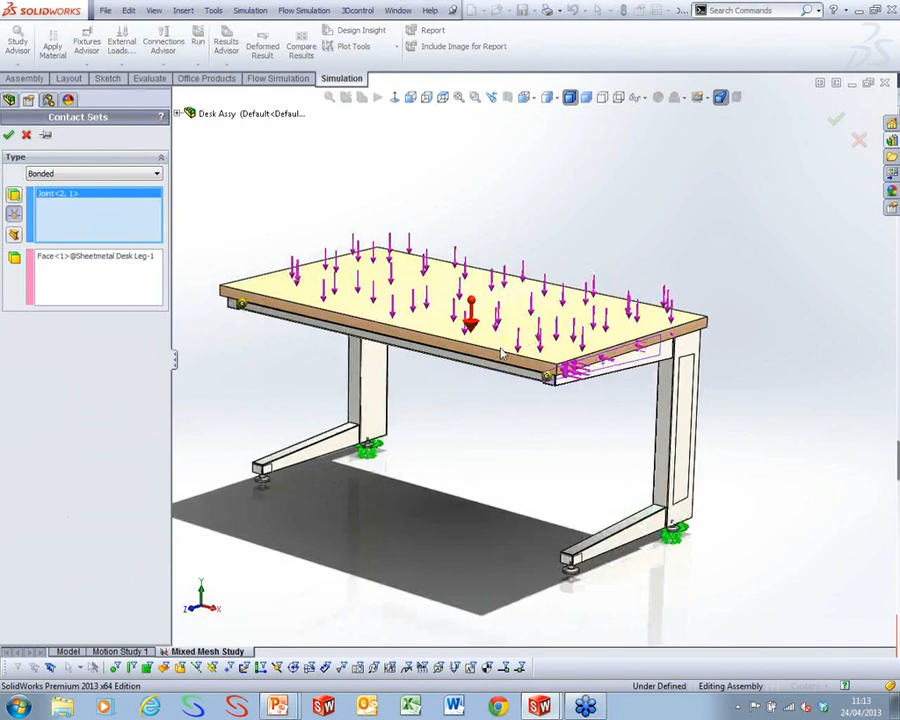 SOLIDWORKS File Edit View Insert Tools Simulation Flow Simulation 3Dcontrol Window Help Search Commands
Study Advisor Apply Material Fixtures Advisor External Loads... Connections Advisor Run Results Advisor Deformed Result Compare Results
Design Insight Report
Plot Tools Include Image for Report
Assembly Layout Sketch Evaluate Office Products Flow Simulation Simulation
Contact Sets ?
Desk Assy (Default<Defaul...
Type
Bonded
Joint<2, 1>
Face<1>@Sheetmetal Desk Leg-1
Y
Z X
Model Motion Study 1 Mixed Mesh Study
SolidWorks Premium 2013 x64 Edition Under Defined Editing Assembly
11:13
24/04/2013